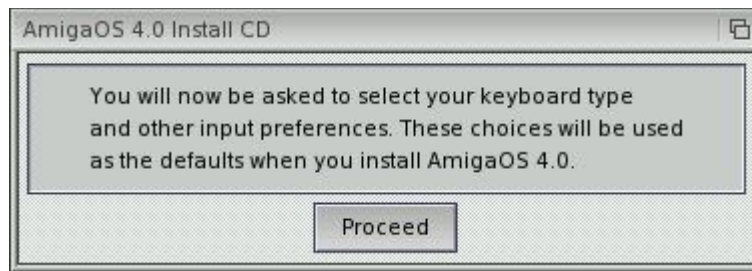 AmigaOS 4.0 Install CD
You will now be asked to select your keyboard type
and other input preferences. These choices will be used
as the defaults when you install AmigaOS 4.0.
Proceed